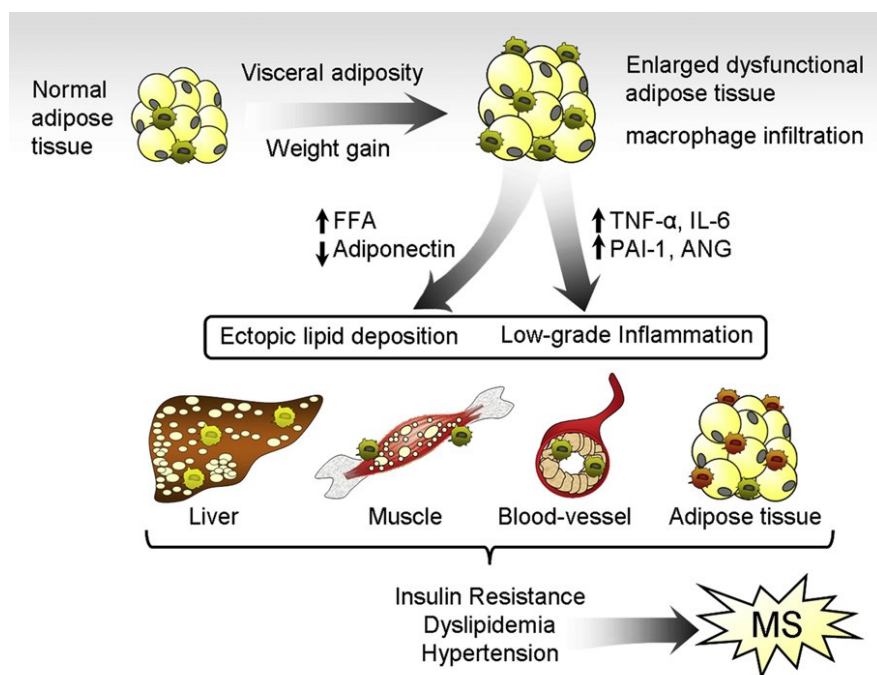 Normal
adipose
tissue
Visceral adiposity
Weight gain
Enlarged dysfunctional
adipose tissue
macrophage infiltration
FFA
Adiponectin
TNF-α, IL-6
PAI-1, ANG
Ectopic lipid deposition
Low-grade Inflammation
Liver
Muscle
Blood-vessel
Adipose tissue
Insulin Resistance
Dyslipidemia
Hypertension
MS